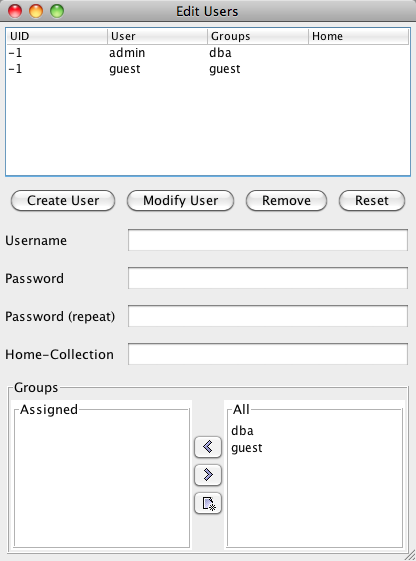 Edit Users
UID User Groups Home
-1 admin dba
-1 guest guest
Create User Modify User Remove Reset
Username
Password
Password (repeat)
Home-Collection
Groups
Assigned All
dba
guest